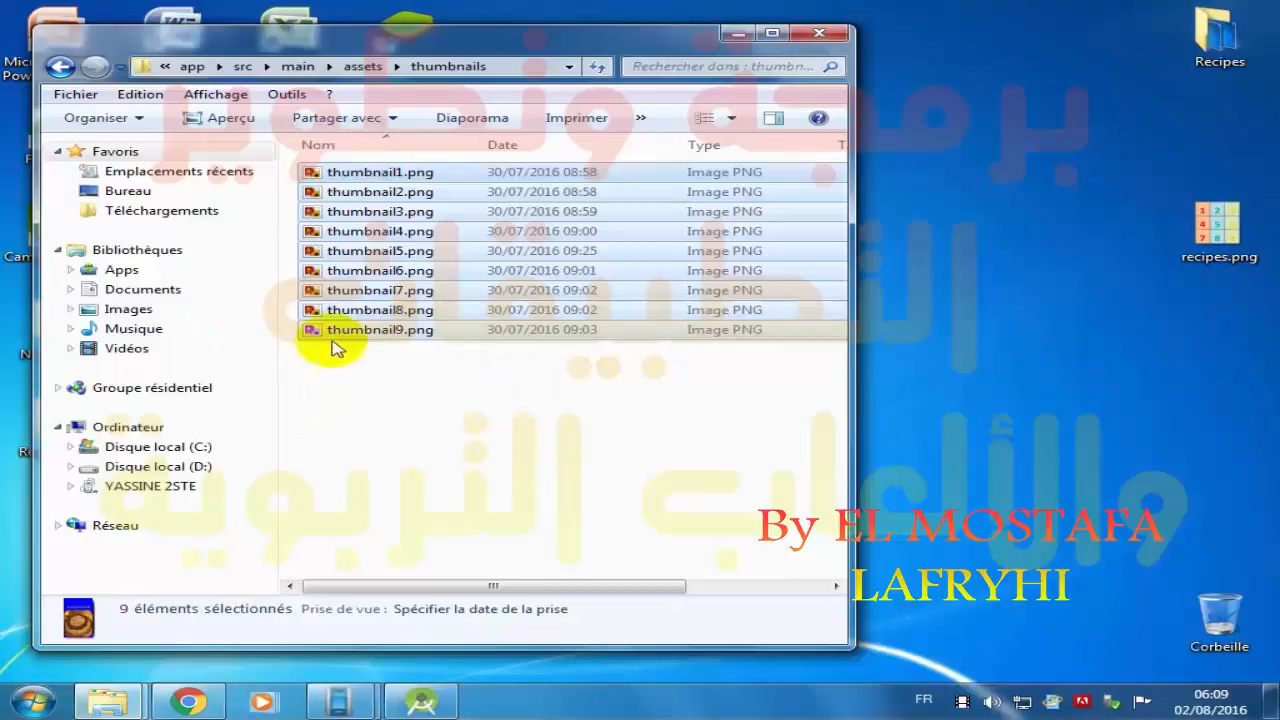 Recipes
recipes.png
Corbeille
« app ▸ src ▸ main ▸ assets ▸ thumbnails
Rechercher dans : thumbn...
Fichier Edition Affichage Outils ?
Organiser Aperçu Partager avec Diaporama Imprimer »
Nom Date Type
Favoris
Emplacements récents
Bureau
Téléchargements
Bibliothèques
Apps
Documents
Images
Musique
Vidéos
Groupe résidentiel
Ordinateur
Disque local (C:)
Disque local (D:)
YASSINE 2STE
Réseau
thumbnail1.png 30/07/2016 08:58 Image PNG
thumbnail2.png 30/07/2016 08:58 Image PNG
thumbnail3.png 30/07/2016 08:59 Image PNG
thumbnail4.png 30/07/2016 09:00 Image PNG
thumbnail5.png 30/07/2016 09:25 Image PNG
thumbnail6.png 30/07/2016 09:01 Image PNG
thumbnail7.png 30/07/2016 09:02 Image PNG
thumbnail8.png 30/07/2016 09:02 Image PNG
thumbnail9.png 30/07/2016 09:03 Image PNG
9 éléments sélectionnés Prise de vue : Spécifier la date de la prise
برمجة وتطوير
التطبيقات
والألعاب التربوية
By EL MOSTAFA
LAFRYHI
FR
06:09
02/08/2016